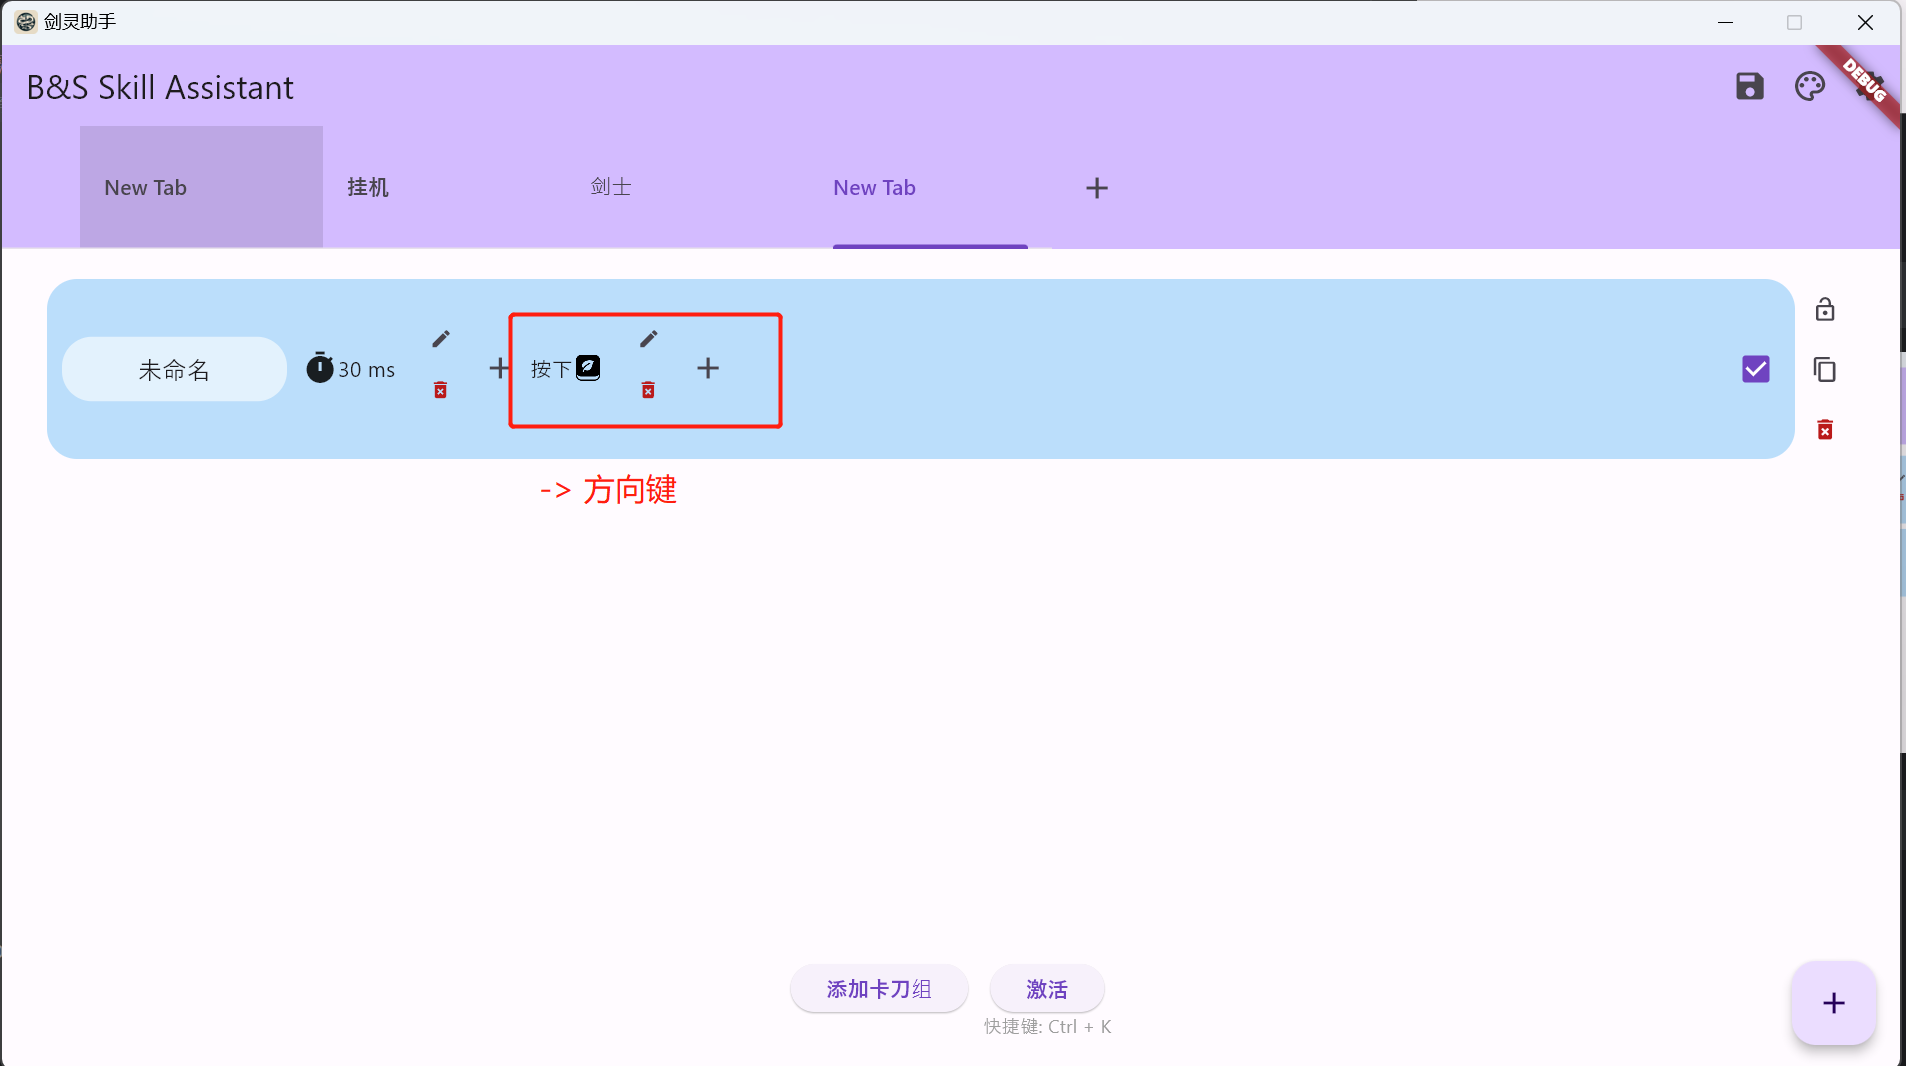 剑灵助手
B&S Skill Assistant
DEBUG
New Tab
挂机
剑士
New Tab
未命名
30 ms
按下
-> 方向键
添加卡刀组
激活
快捷键: Ctrl + K